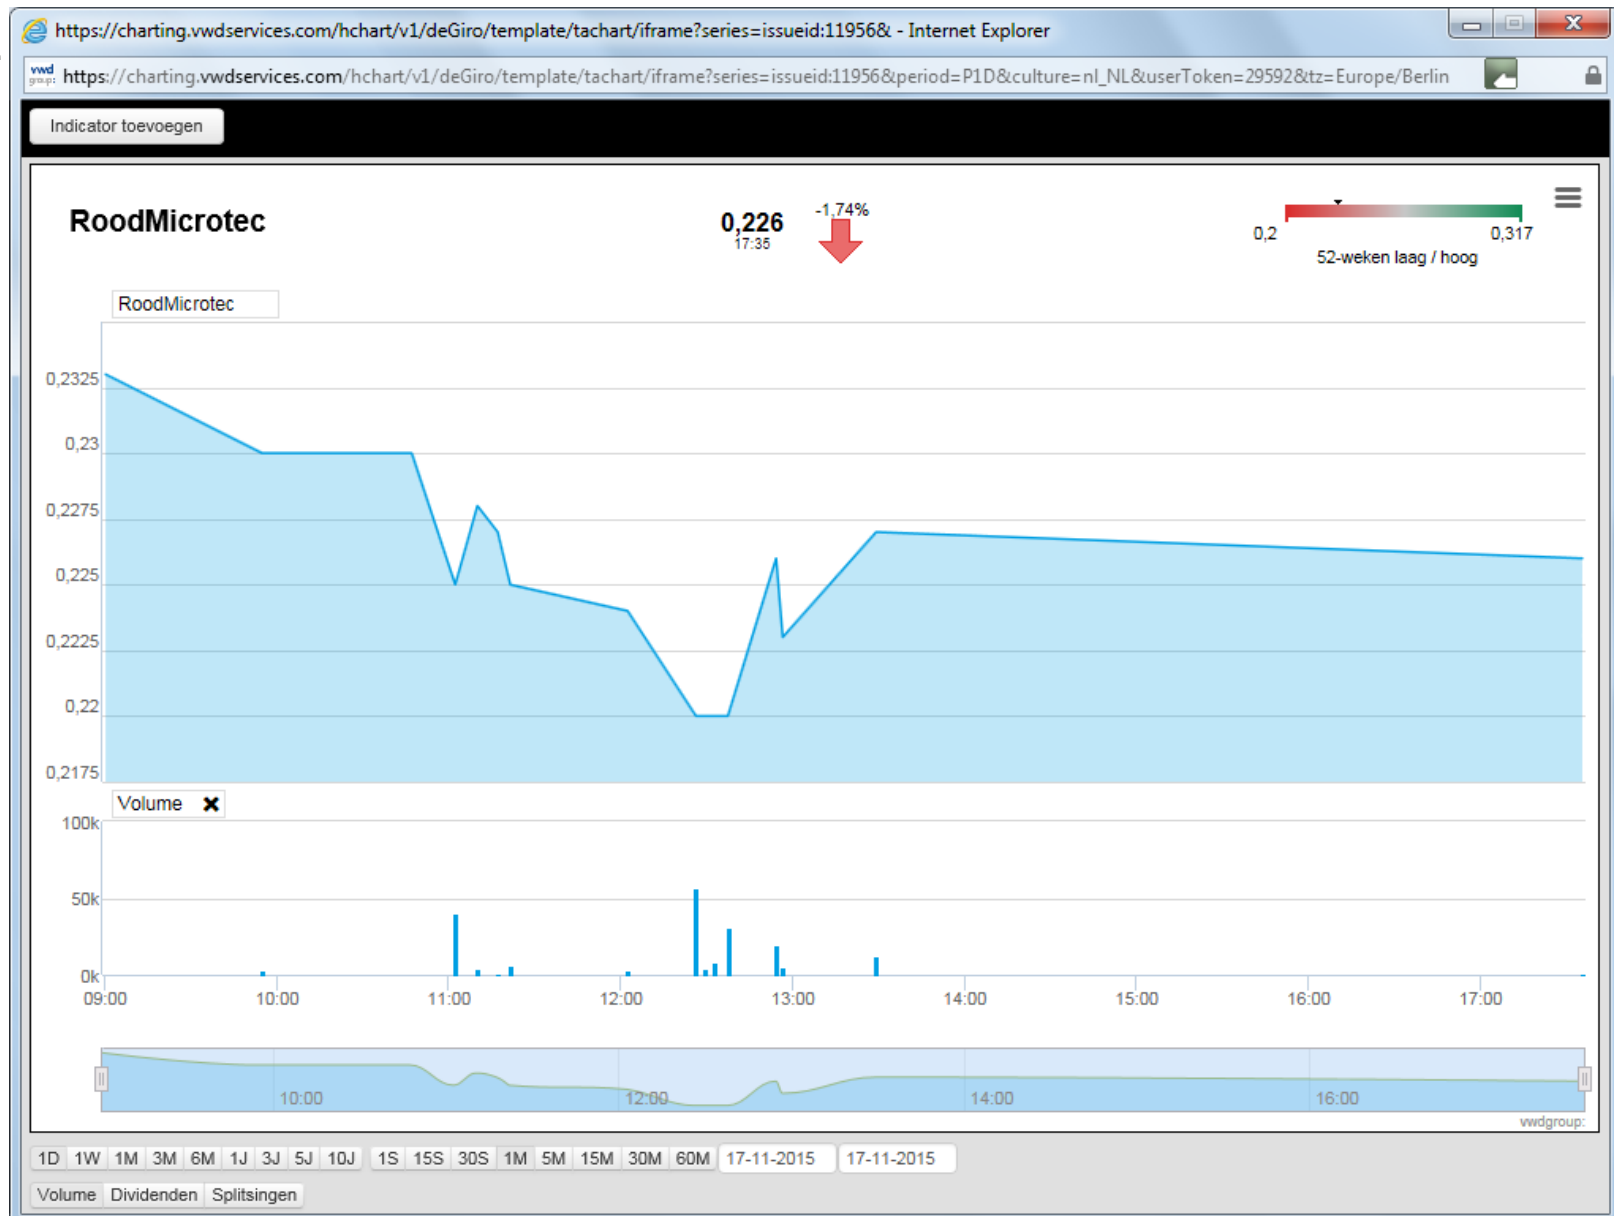 https://charting.vwdservices.com/hchart/v1/deGiro/template/tachart/iframe?series=issueid:11956& - Internet Explorer
vwd group: https://charting.vwdservices.com/hchart/v1/deGiro/template/tachart/iframe?series=issueid:11956&period=P1D&culture=nl_NL&userToken=29592&tz=Europe/Berlin
Indicator toevoegen
RoodMicrotec 0,226 -1,74%
17:35
0,2 0,317
52-weken laag / hoog
RoodMicrotec
0,2325
0,23
0,2275
0,225
0,2225
0,22
0,2175
Volume
100k
50k
0k
09:00 10:00 11:00 12:00 13:00 14:00 15:00 16:00 17:00
10:00 12:00 14:00 16:00
vwdgroup:
1D 1W 1M 3M 6M 1J 3J 5J 10J 1S 15S 30S 1M 5M 15M 30M 60M 17-11-2015 17-11-2015
Volume Dividenden Splitsingen